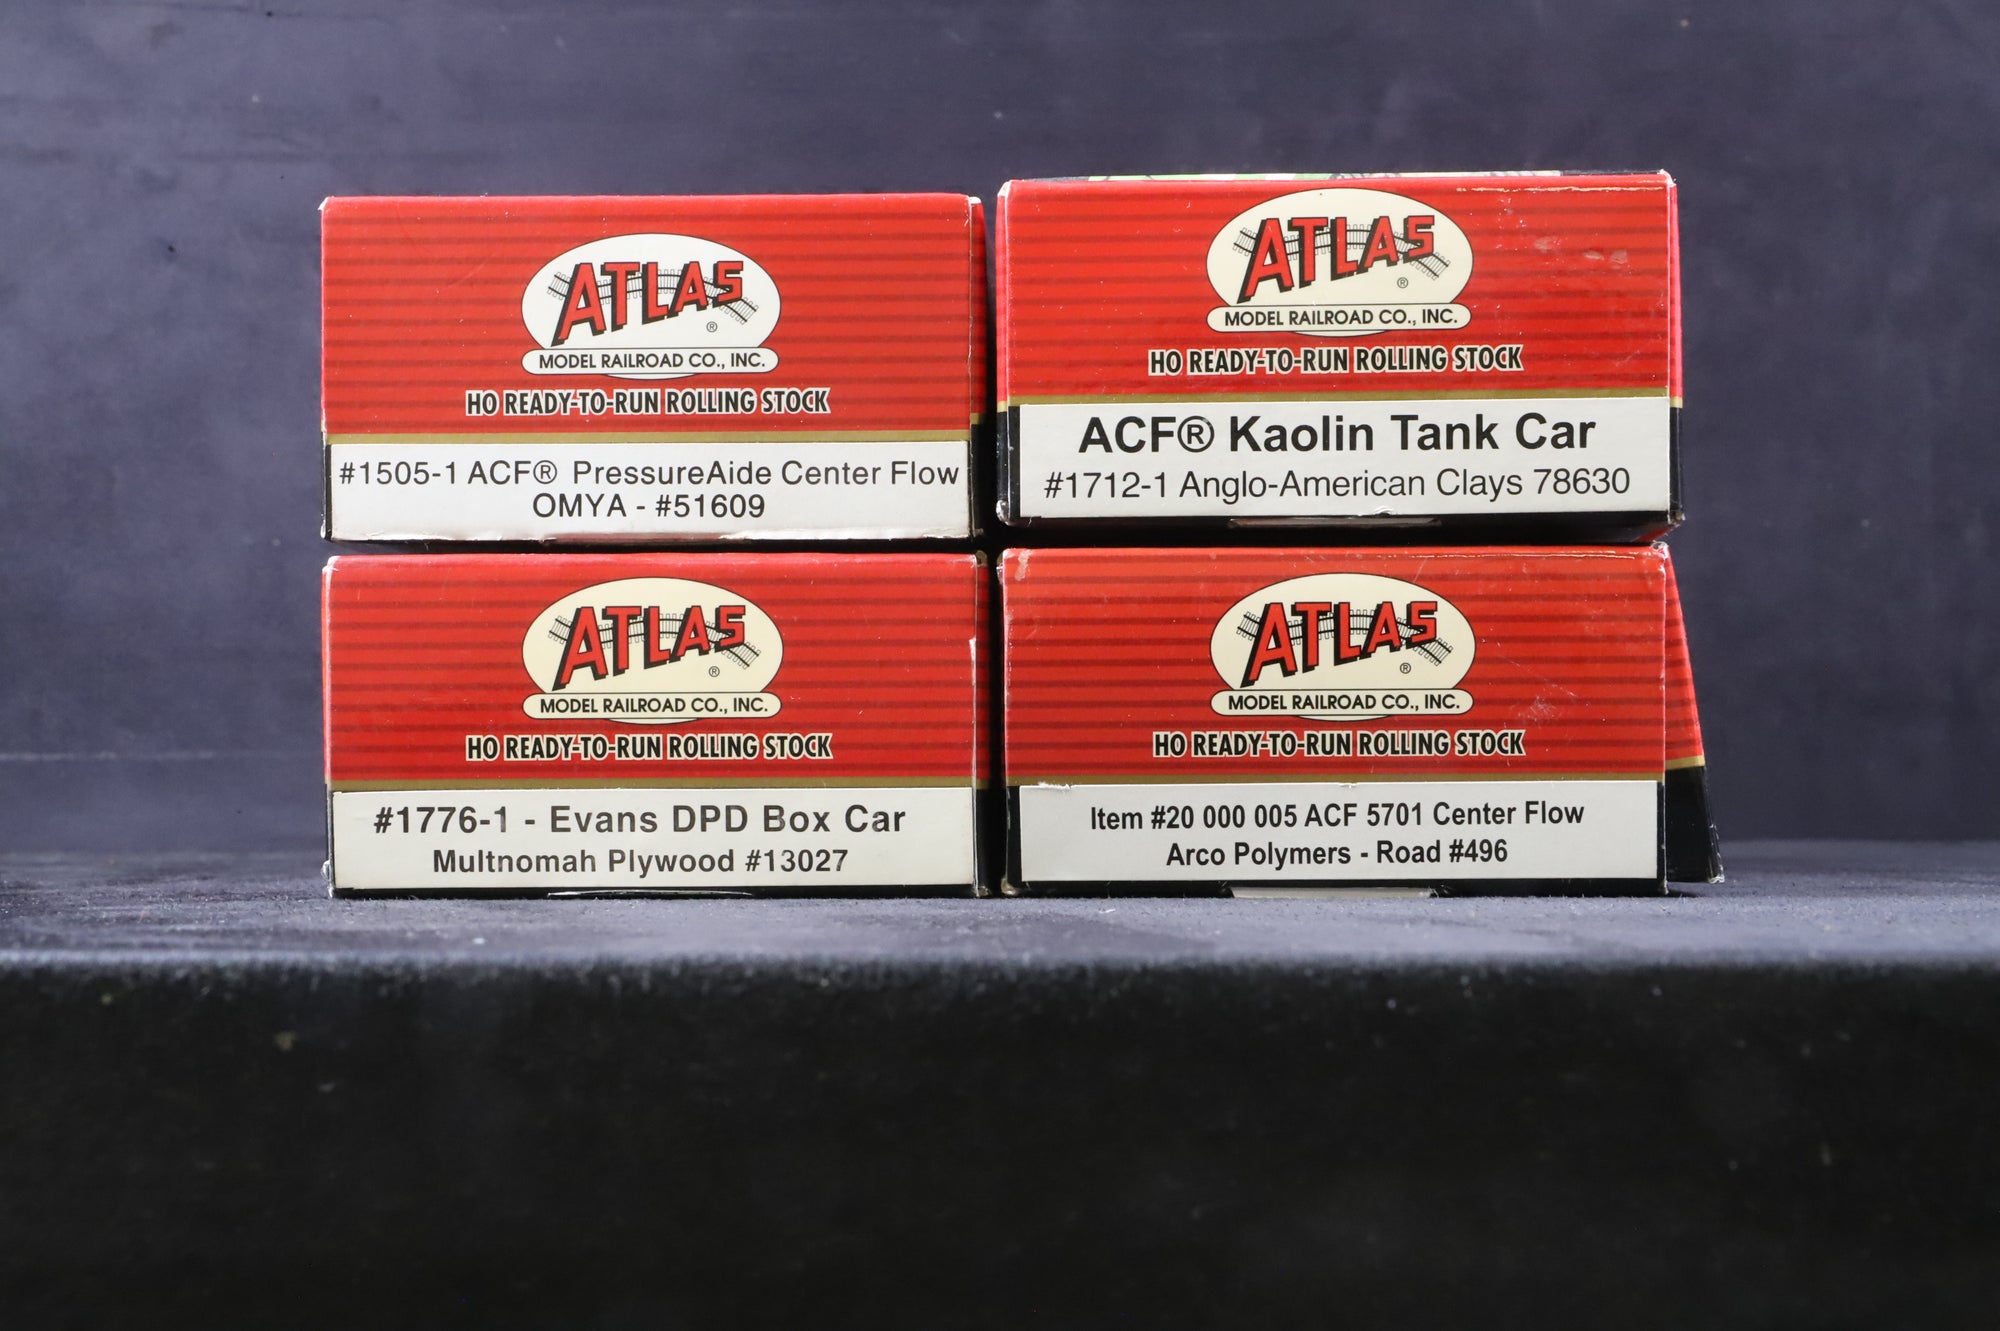 ATLAS®
MODEL RAILROAD CO., INC.
HO READY-TO-RUN ROLLING STOCK
#1505-1 ACF® PressureAide Center Flow
OMYA - #51609
ATLAS®
MODEL RAILROAD CO., INC.
HO READY-TO-RUN ROLLING STOCK
ACF® Kaolin Tank Car
#1712-1 Anglo-American Clays 78630
ATLAS®
MODEL RAILROAD CO., INC.
HO READY-TO-RUN ROLLING STOCK
#1776-1 - Evans DPD Box Car
Multnomah Plywood #13027
ATLAS®
MODEL RAILROAD CO., INC.
HO READY-TO-RUN ROLLING STOCK
Item #20 000 005 ACF 5701 Center Flow
Arco Polymers - Road #496